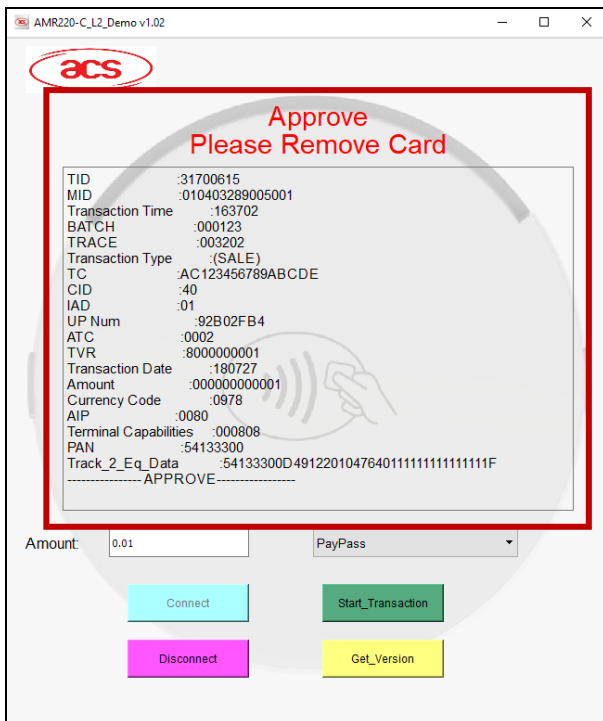 AMR220-C_L2_Demo v1.02
acs
Approve
Please Remove Card
TID :31700615
MID :010403289005001
Transaction Time :163702
BATCH :000123
TRACE :003202
Transaction Type :(SALE)
TC :AC123456789ABCDE
CID :40
IAD :01
UP Num :92B02FB4
ATC :0002
TVR :8000000001
Transaction Date :180727
Amount :000000000001
Currency Code :0978
AIP :0080
Terminal Capabilities :000808
PAN :54133300
Track_2_Eq_Data :54133300D4912201047640111111111111111F
----------------APPROVE-----------------
Amount: 0.01 PayPass
Connect Start_Transaction
Disconnect Get_Version